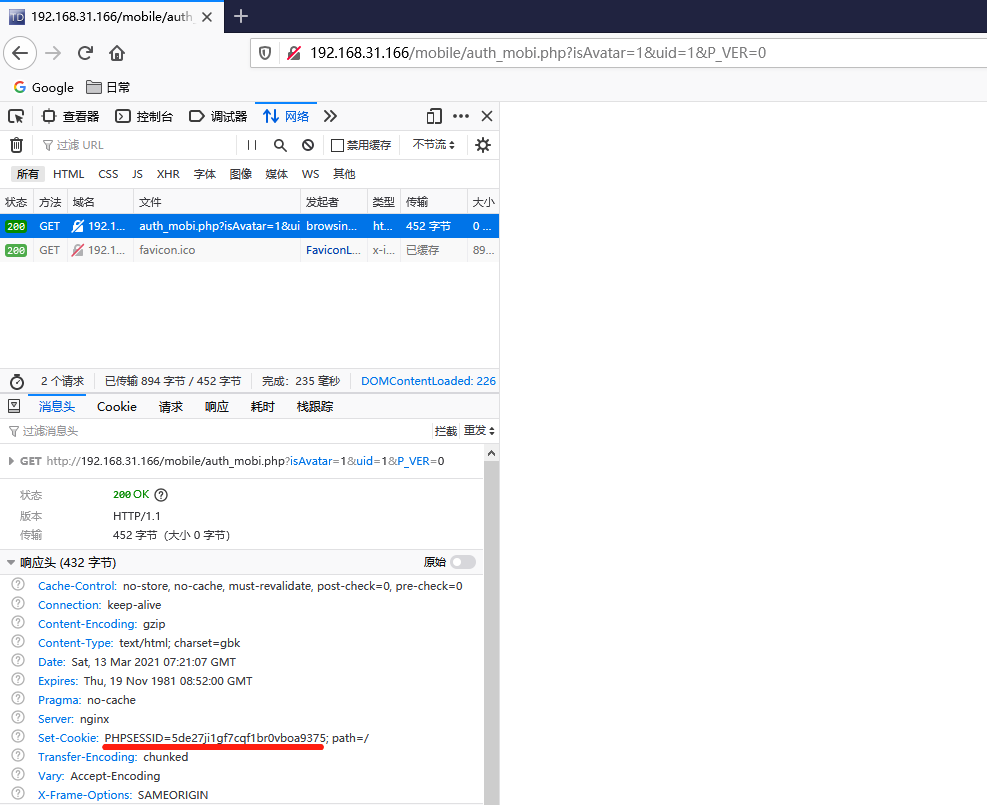 TD 192.168.31.166/mobile/auth_
192.168.31.166/mobile/auth_mobi.php?isAvatar=1&uid=1&P_VER=0
Google 日常
查看器 控制台 调试器 网络
过滤 URL 禁用缓存 不节流
所有 HTML CSS JS XHR 字体 图像 媒体 WS 其他
状态 方法 域名 文件 发起者 类型 传输 大小
200 GET 192.1... auth_mobi.php?isAvatar=1&ui browsin... ht... 452 字节 0 ...
200 GET 192.1... favicon.ico FaviconL... x-i... 已缓存 89...
2 个请求 已传输 894 字节 / 452 字节 完成: 235 毫秒 DOMContentLoaded: 226
消息头 Cookie 请求 响应 耗时 栈跟踪
过滤消息头 拦截 重发
GET http://192.168.31.166/mobile/auth_mobi.php?isAvatar=1&uid=1&P_VER=0
状态 200 OK
版本 HTTP/1.1
传输 452 字节 (大小 0 字节)
响应头 (432 字节) 原始
Cache-Control: no-store, no-cache, must-revalidate, post-check=0, pre-check=0
Connection: keep-alive
Content-Encoding: gzip
Content-Type: text/html; charset=gbk
Date: Sat, 13 Mar 2021 07:21:07 GMT
Expires: Thu, 19 Nov 1981 08:52:00 GMT
Pragma: no-cache
Server: nginx
Set-Cookie: PHPSESSID=5de27ji1gf7cqf1br0vboa9375; path=/
Transfer-Encoding: chunked
Vary: Accept-Encoding
X-Frame-Options: SAMEORIGIN